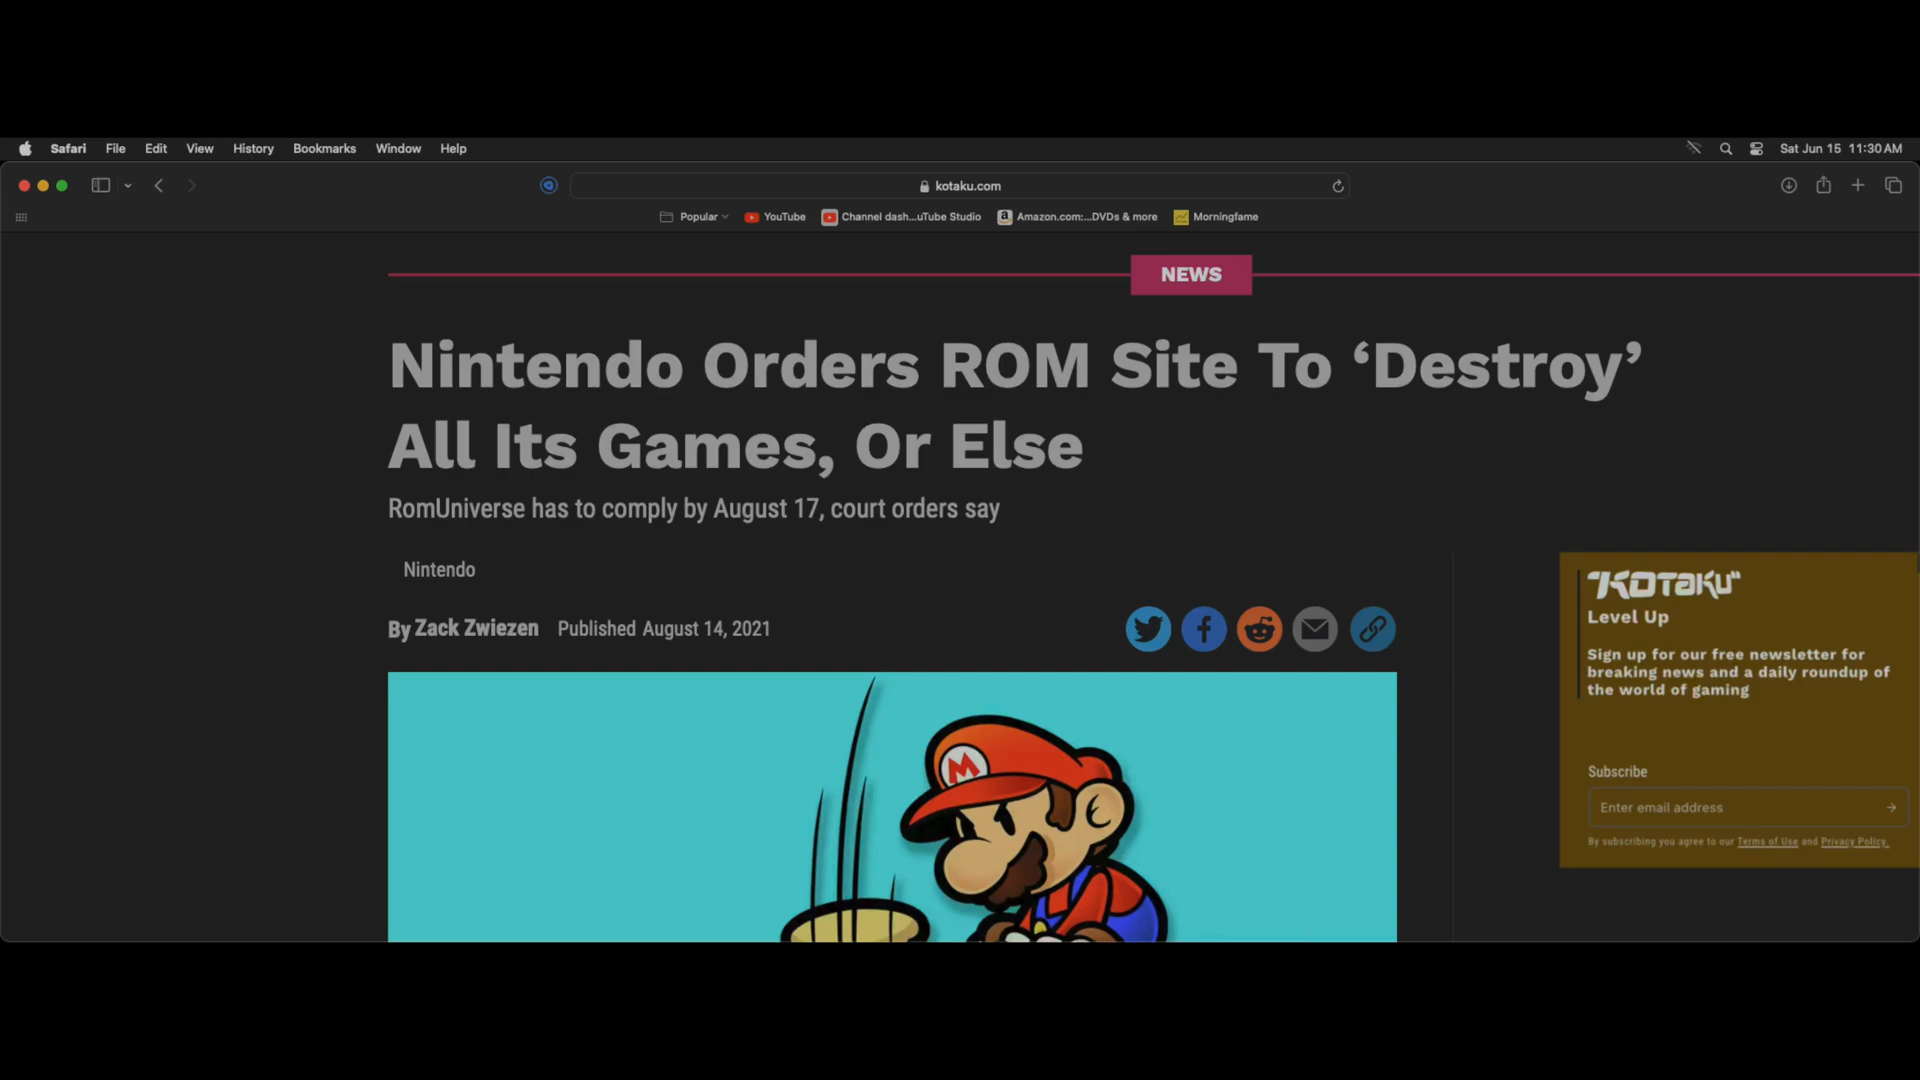 Safari File Edit View History Bookmarks Window Help Sat Jun 15 11:30 AM
kotaku.com
Popular YouTube Channel dash...uTube Studio Amazon.com:...DVDs & more Morningfame
NEWS
Nintendo Orders ROM Site To ‘Destroy’
All Its Games, Or Else
RomUniverse has to comply by August 17, court orders say
Nintendo
By Zack Zwiezen Published August 14, 2021
M
"KOTAKU"
Level Up
Sign up for our free newsletter for
breaking news and a daily roundup of
the world of gaming
Subscribe
Enter email address
By subscribing you agree to our Terms of Use and Privacy Policy.